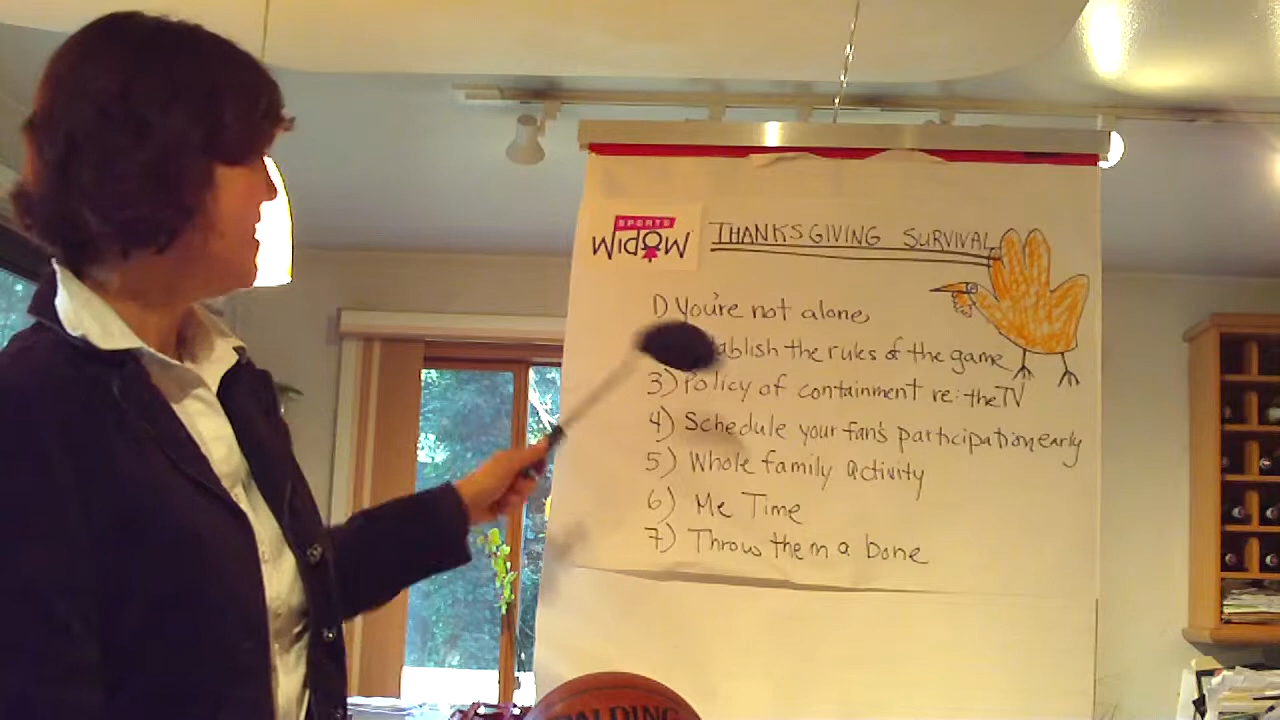 SPORTS
WIDOW
THANKSGIVING SURVIVAL
1) You're not alone,
ablish the rules of the game
3) Policy of containment re: the TV
4) Schedule your fan's participation early
5) Whole family activity
6) Me Time
7) Throw them a bone
SPALDING